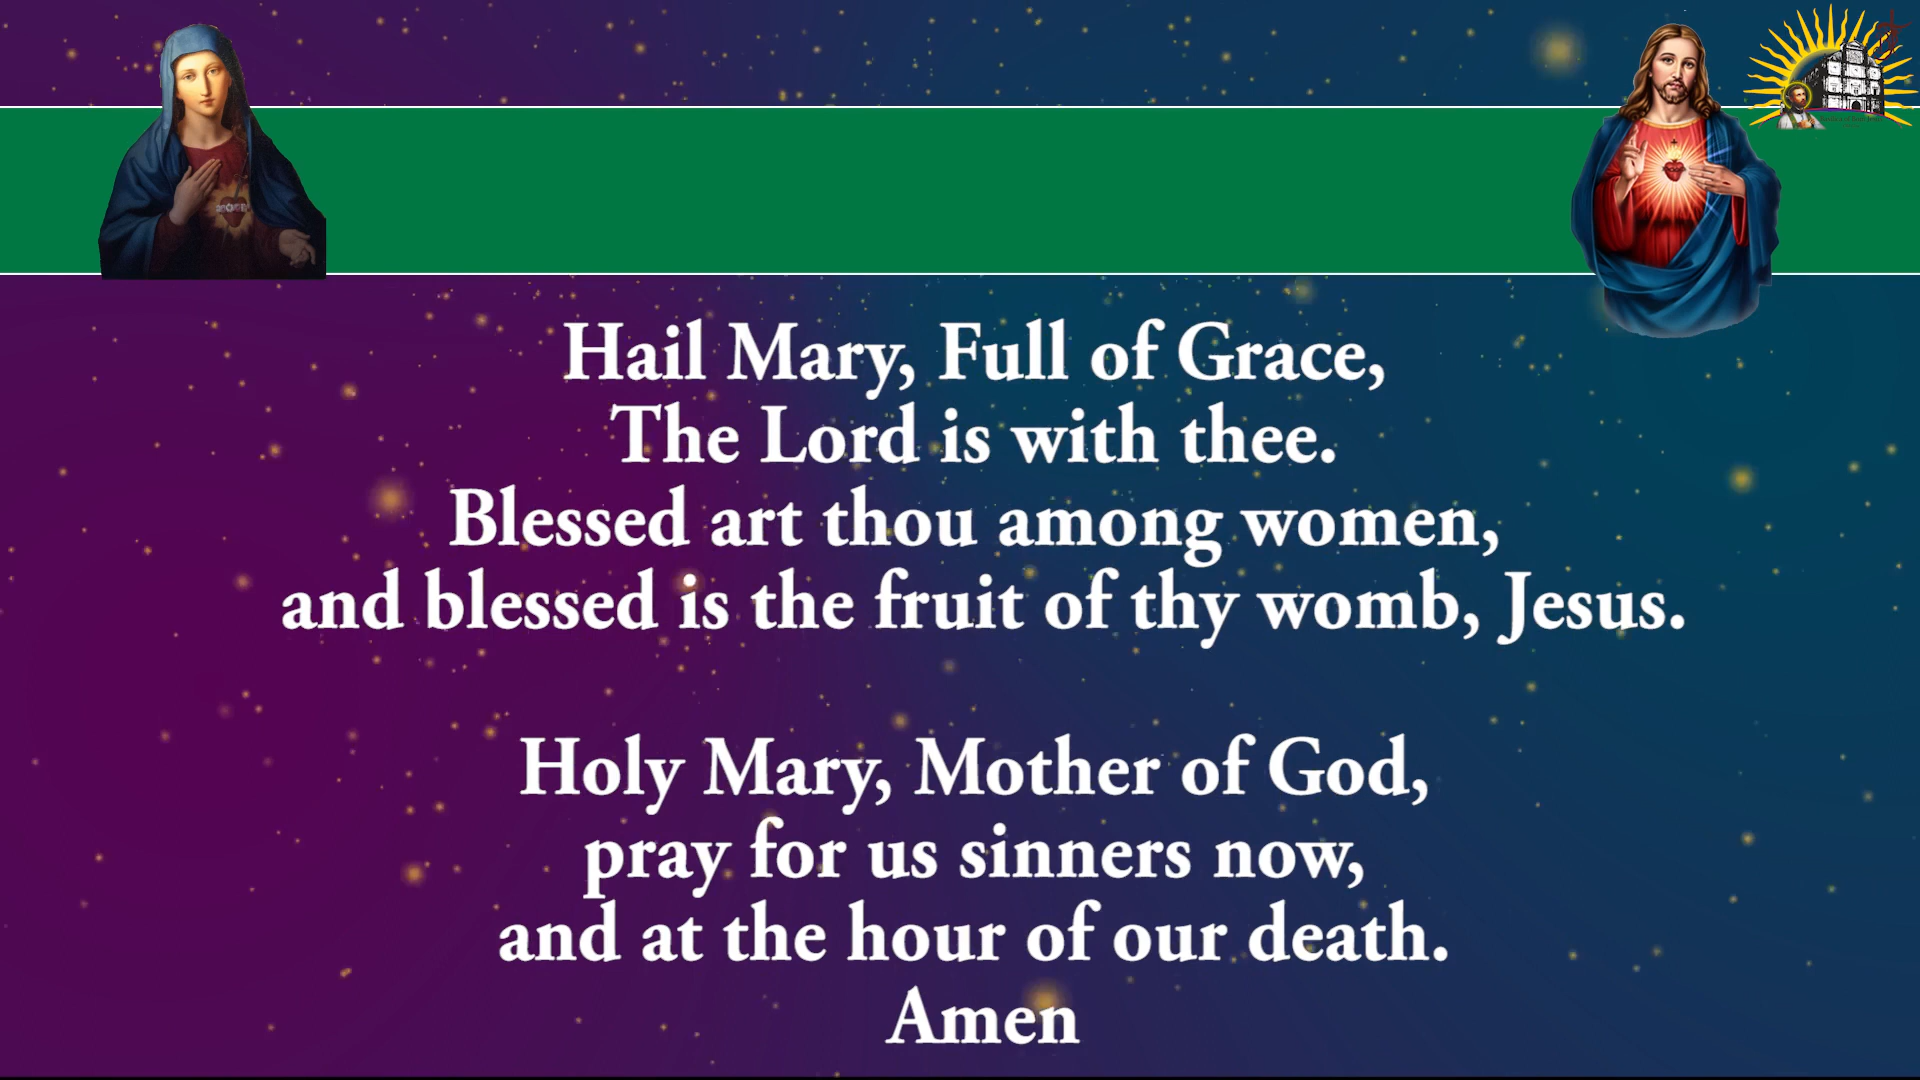 Hail Mary, Full of Grace,
The Lord is with thee.
Blessed art thou among women,
and blessed is the fruit of thy womb, Jesus.
Holy Mary, Mother of God,
pray for us sinners now,
and at the hour of our death.
Amen